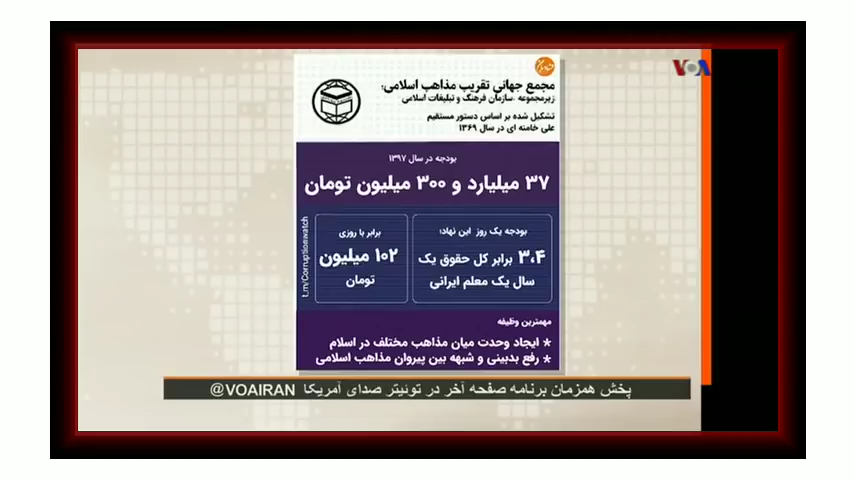 VOA
مجمع جهانی تقریب مذاهب اسلامی:
زیرمجموعه سازمان فرهنگ و تبلیغات اسلامی
تشکیل شده بر اساس دستور مستقیم
علی خامنه ای در سال ۱۳۶۹
بودجه در سال ۱۳۹۷
۳۷ میلیارد و ۳۰۰ میلیون تومان
بودجه یک روز این نهاد:
۳،۴ برابر کل حقوق یک
سال یک معلم ایرانی
برابر با روزی
۱۰۲ میلیون
تومان
t.m/Corruptionwatch
مهمترین وظیفه
* ایجاد وحدت میان مذاهب مختلف در اسلام
* رفع بدبینی و شبهه بین پیروان مذاهب اسلامی
پخش همزمان برنامه صفحه آخر در توئیتر صدای آمریکا @VOAIRAN